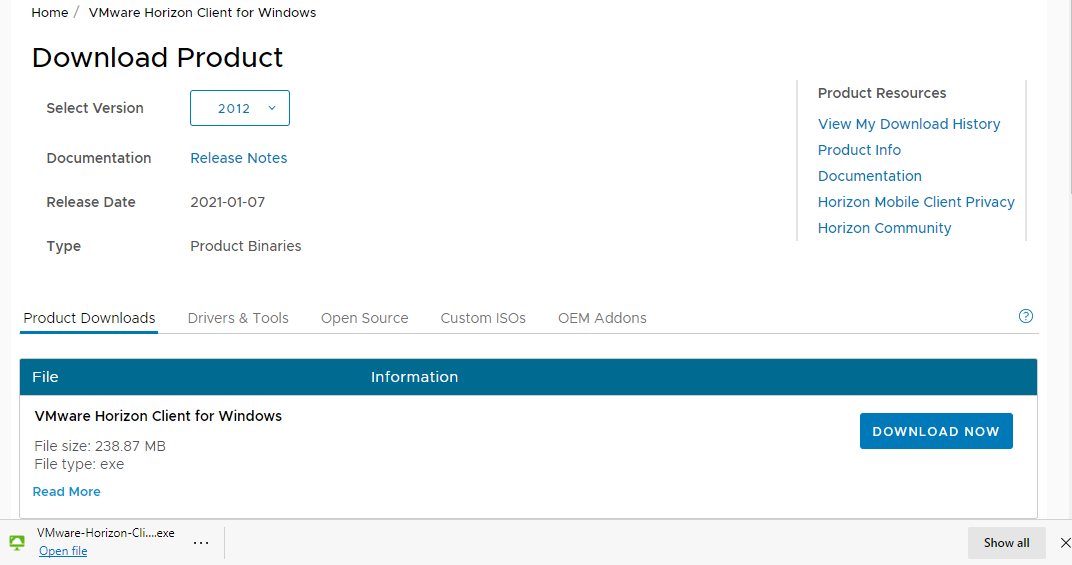 Home / VMware Horizon Client for Windows
Download Product
Select Version 2012
Documentation Release Notes
Release Date 2021-01-07
Type Product Binaries
Product Resources
View My Download History
Product Info
Documentation
Horizon Mobile Client Privacy
Horizon Community
Product Downloads Drivers & Tools Open Source Custom ISOs OEM Addons ?
File Information
VMware Horizon Client for Windows
File size: 238.87 MB
File type: exe
Read More
DOWNLOAD NOW
VMware-Horizon-Cli....exe
Open file
...
Show all